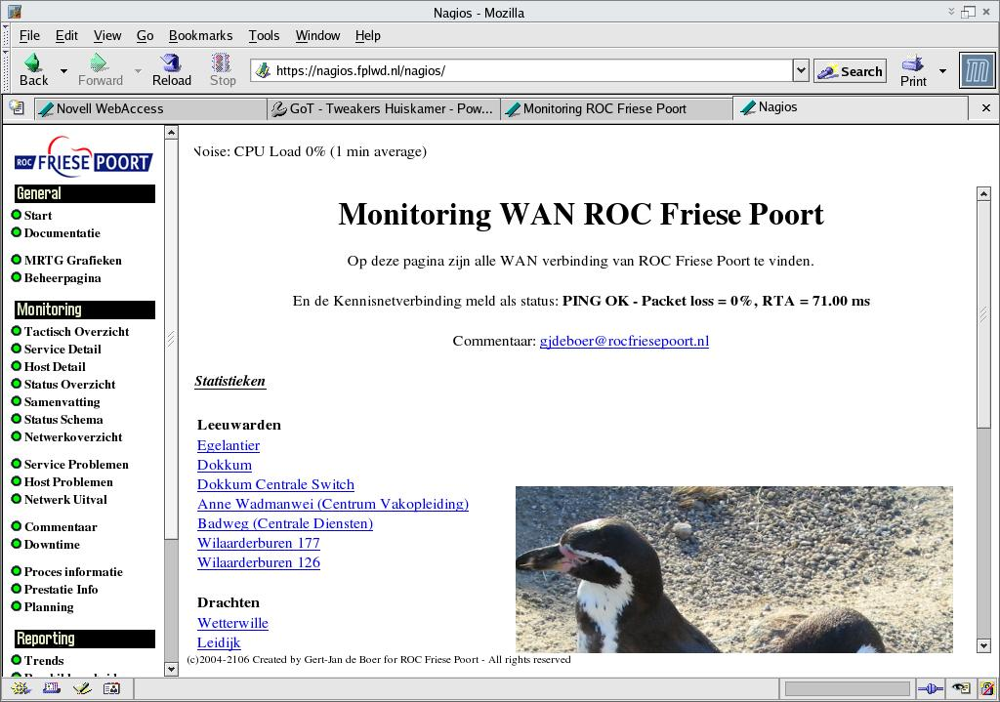 Nagios - Mozilla
File Edit View Go Bookmarks Tools Window Help
Back Forward Reload Stop https://nagios.fplwd.nl/nagios/ Search Print
Novell WebAccess GoT - Tweakers Huiskamer - Pow... Monitoring ROC Friese Poort Nagios
ROC FRIESE POORT
General
Start
Documentatie
MRTG Grafieken
Beheerpagina
Monitoring
Tactisch Overzicht
Service Detail
Host Detail
Status Overzicht
Samenvatting
Status Schema
Netwerkoverzicht
Service Problemen
Host Problemen
Netwerk Uitval
Commentaar
Downtime
Proces informatie
Prestatie Info
Planning
Reporting
Trends
Noise: CPU Load 0% (1 min average)
Monitoring WAN ROC Friese Poort
Op deze pagina zijn alle WAN verbinding van ROC Friese Poort te vinden.
En de Kennisnetverbinding meld als status: PING OK - Packet loss = 0%, RTA = 71.00 ms
Commentaar: gjdeboer@rocfriesepoort.nl
Statistieken
Leeuwarden
Egelantier
Dokkum
Dokkum Centrale Switch
Anne Wadmanwei (Centrum Vakopleiding)
Badweg (Centrale Diensten)
Wilaarderburen 177
Wilaarderburen 126
Drachten
Wetterwille
Leidijk
(c)2004-2106 Created by Gert-Jan de Boer for ROC Friese Poort - All rights reserved